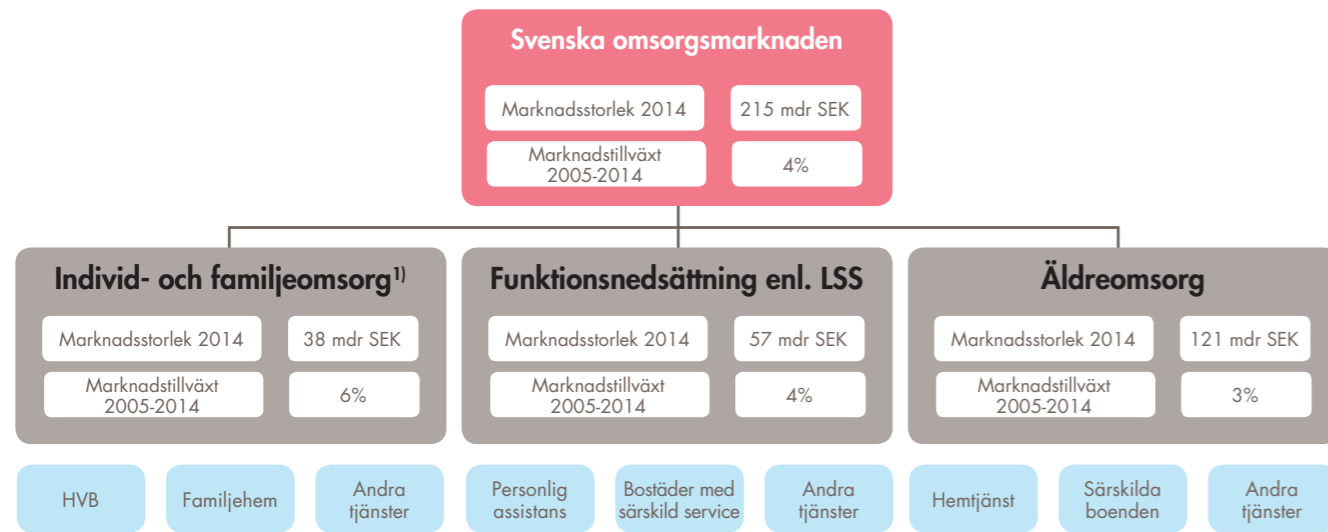 Svenska omsorgsmarknaden
Marknadsstorlek 2014
215 mdr SEK
Marknadstillväxt
2005-2014
4%
Individ- och familjeomsorg¹⁾
Marknadsstorlek 2014
38 mdr SEK
Marknadstillväxt
2005-2014
6%
Funktionsnedsättning enl. LSS
Marknadsstorlek 2014
57 mdr SEK
Marknadstillväxt
2005-2014
4%
Äldreomsorg
Marknadsstorlek 2014
121 mdr SEK
Marknadstillväxt
2005-2014
3%
HVB
Familjehem
Andra
tjänster
Personlig
assistans
Bostäder med
särskild service
Andra
tjänster
Hemtjänst
Särskilda
boenden
Andra
tjänster